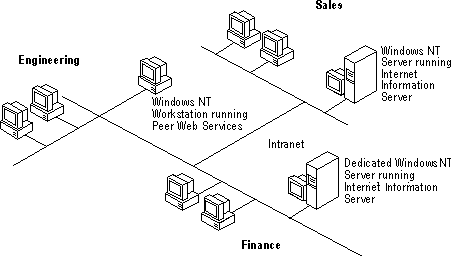 Sales
Engineering
Windows NT
Server running
Internet
Information
Server
Windows NT
Workstation running
Peer Web Services
Intranet
Dedicated Windows NT
Server running
Internet Information
Server
Finance